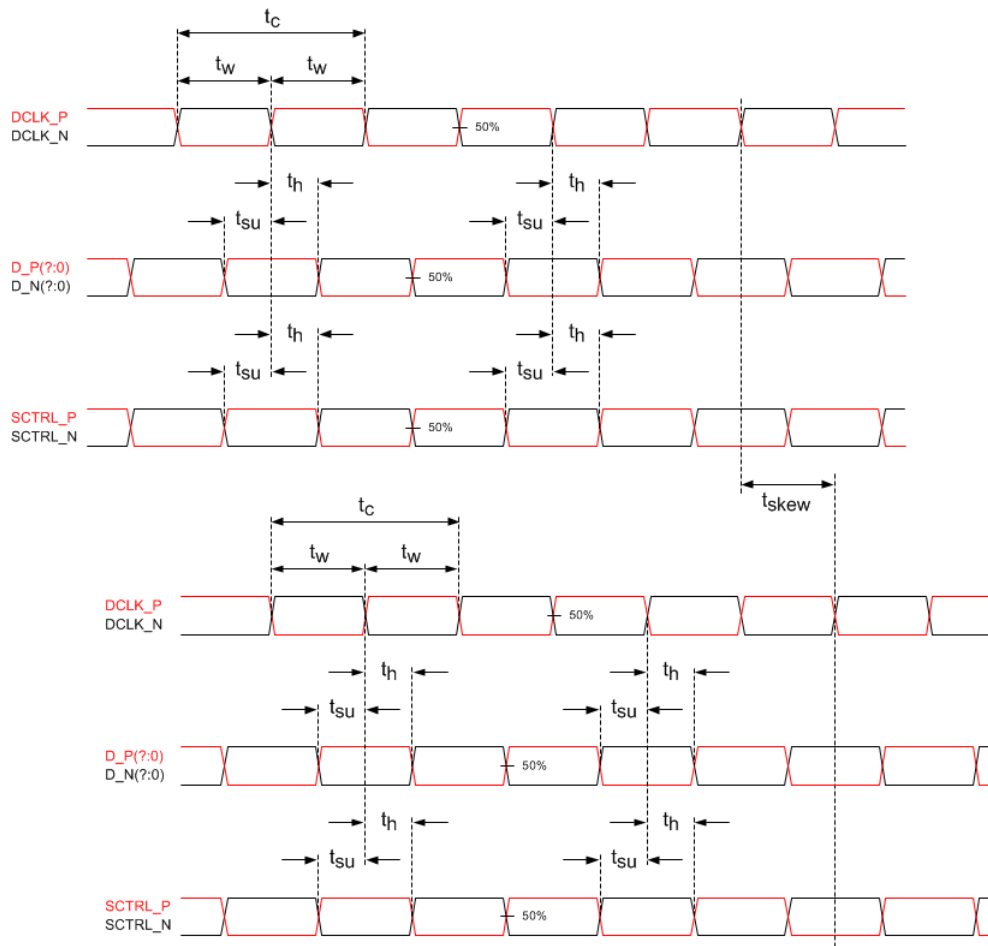 tc
tw tw
DCLK_P
DCLK_N
50%
th th
tsu tsu
D_P(?:0)
D_N(?:0)
50%
th th
tsu tsu
SCTRL_P
SCTRL_N
50%
tskew
tc
tw tw
DCLK_P
DCLK_N
50%
th th
tsu tsu
D_P(?:0)
D_N(?:0)
50%
th th
tsu tsu
SCTRL_P
SCTRL_N
50%